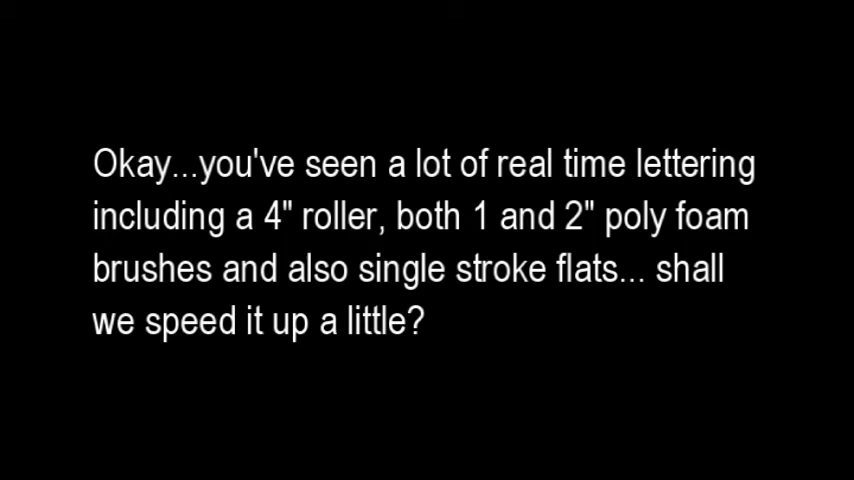 Okay...you've seen a lot of real time lettering
including a 4" roller, both 1 and 2" poly foam
brushes and also single stroke flats... shall
we speed it up a little?